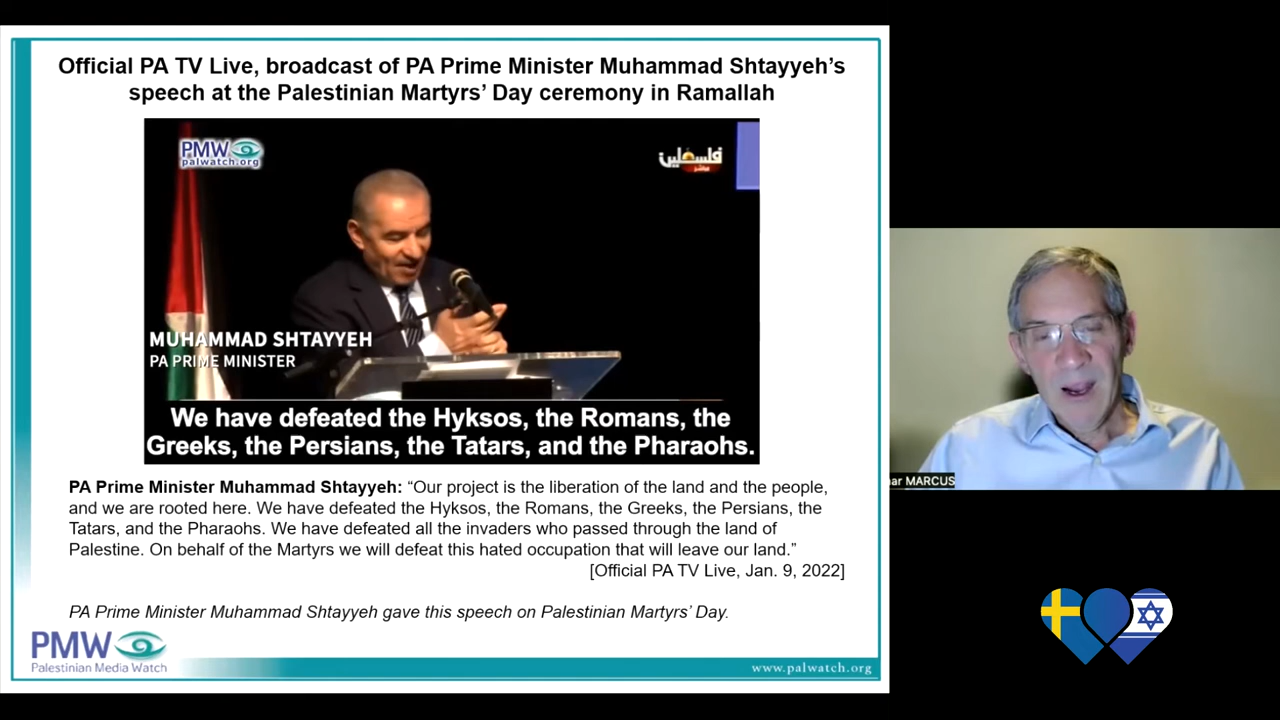 Official PA TV Live, broadcast of PA Prime Minister Muhammad Shtayyeh’s
speech at the Palestinian Martyrs’ Day ceremony in Ramallah
PMW
palwatch.org
فلسطين
مباشر
MUHAMMAD SHTAYYEH
PA PRIME MINISTER
We have defeated the Hyksos, the Romans, the
Greeks, the Persians, the Tatars, and the Pharaohs.
PA Prime Minister Muhammad Shtayyeh: “Our project is the liberation of the land and the people,
and we are rooted here. We have defeated the Hyksos, the Romans, the Greeks, the Persians, the
Tatars, and the Pharaohs. We have defeated all the invaders who passed through the land of
Palestine. On behalf of the Martyrs we will defeat this hated occupation that will leave our land.”
[Official PA TV Live, Jan. 9, 2022]
PA Prime Minister Muhammad Shtayyeh gave this speech on Palestinian Martyrs’ Day.
PMW
Palestinian Media Watch
www.palwatch.org
MARCUS